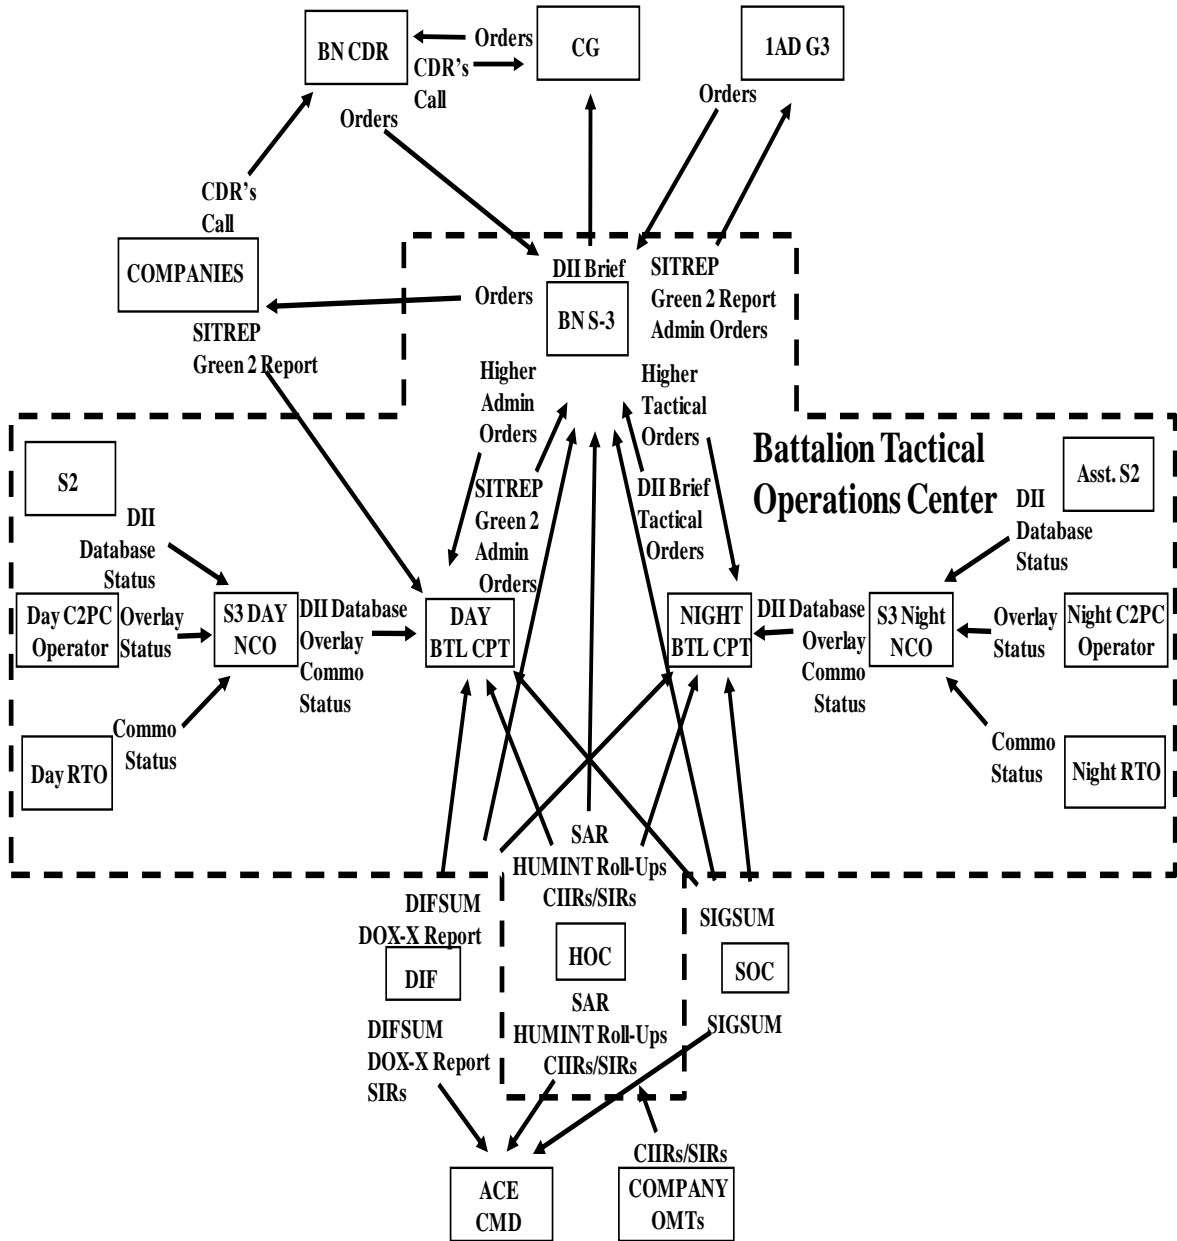 BN CDR
Orders
CDR's
Call
CG
1AD G3
Orders
Orders
CDR's
Call
COMPANIES
Orders
DII Brief
BN S-3
SITREP
Green 2 Report
Admin Orders
SITREP
Green 2 Report
Higher
Admin
Orders
Higher
Tactical
Orders
Battalion Tactical
Operations Center
S2
Asst. S2
SITREP
Green 2
Admin
Orders
DII Brief
Tactical
Orders
DII
Database
Status
DII
Database
Status
Day C2PC
Operator
Overlay
Status
S3 DAY
NCO
DII Database
Overlay
Commo
Status
DAY
BTL CPT
NIGHT
BTL CPT
DII Database
Overlay
Commo
Status
S3 Night
NCO
Overlay
Status
Night C2PC
Operator
Commo
Status
Day RTO
Commo
Status
Night RTO
SAR
HUMINT Roll-Ups
CIIRs/SIRs
DIFSUM
DOX-X Report
DIF
HOC
SIGSUM
SOC
SAR
HUMINT Roll-Ups
CIIRs/SIRs
SIGSUM
DIFSUM
DOX-X Report
SIRs
CIIRs/SIRs
ACE
CMD
COMPANY
OMTs